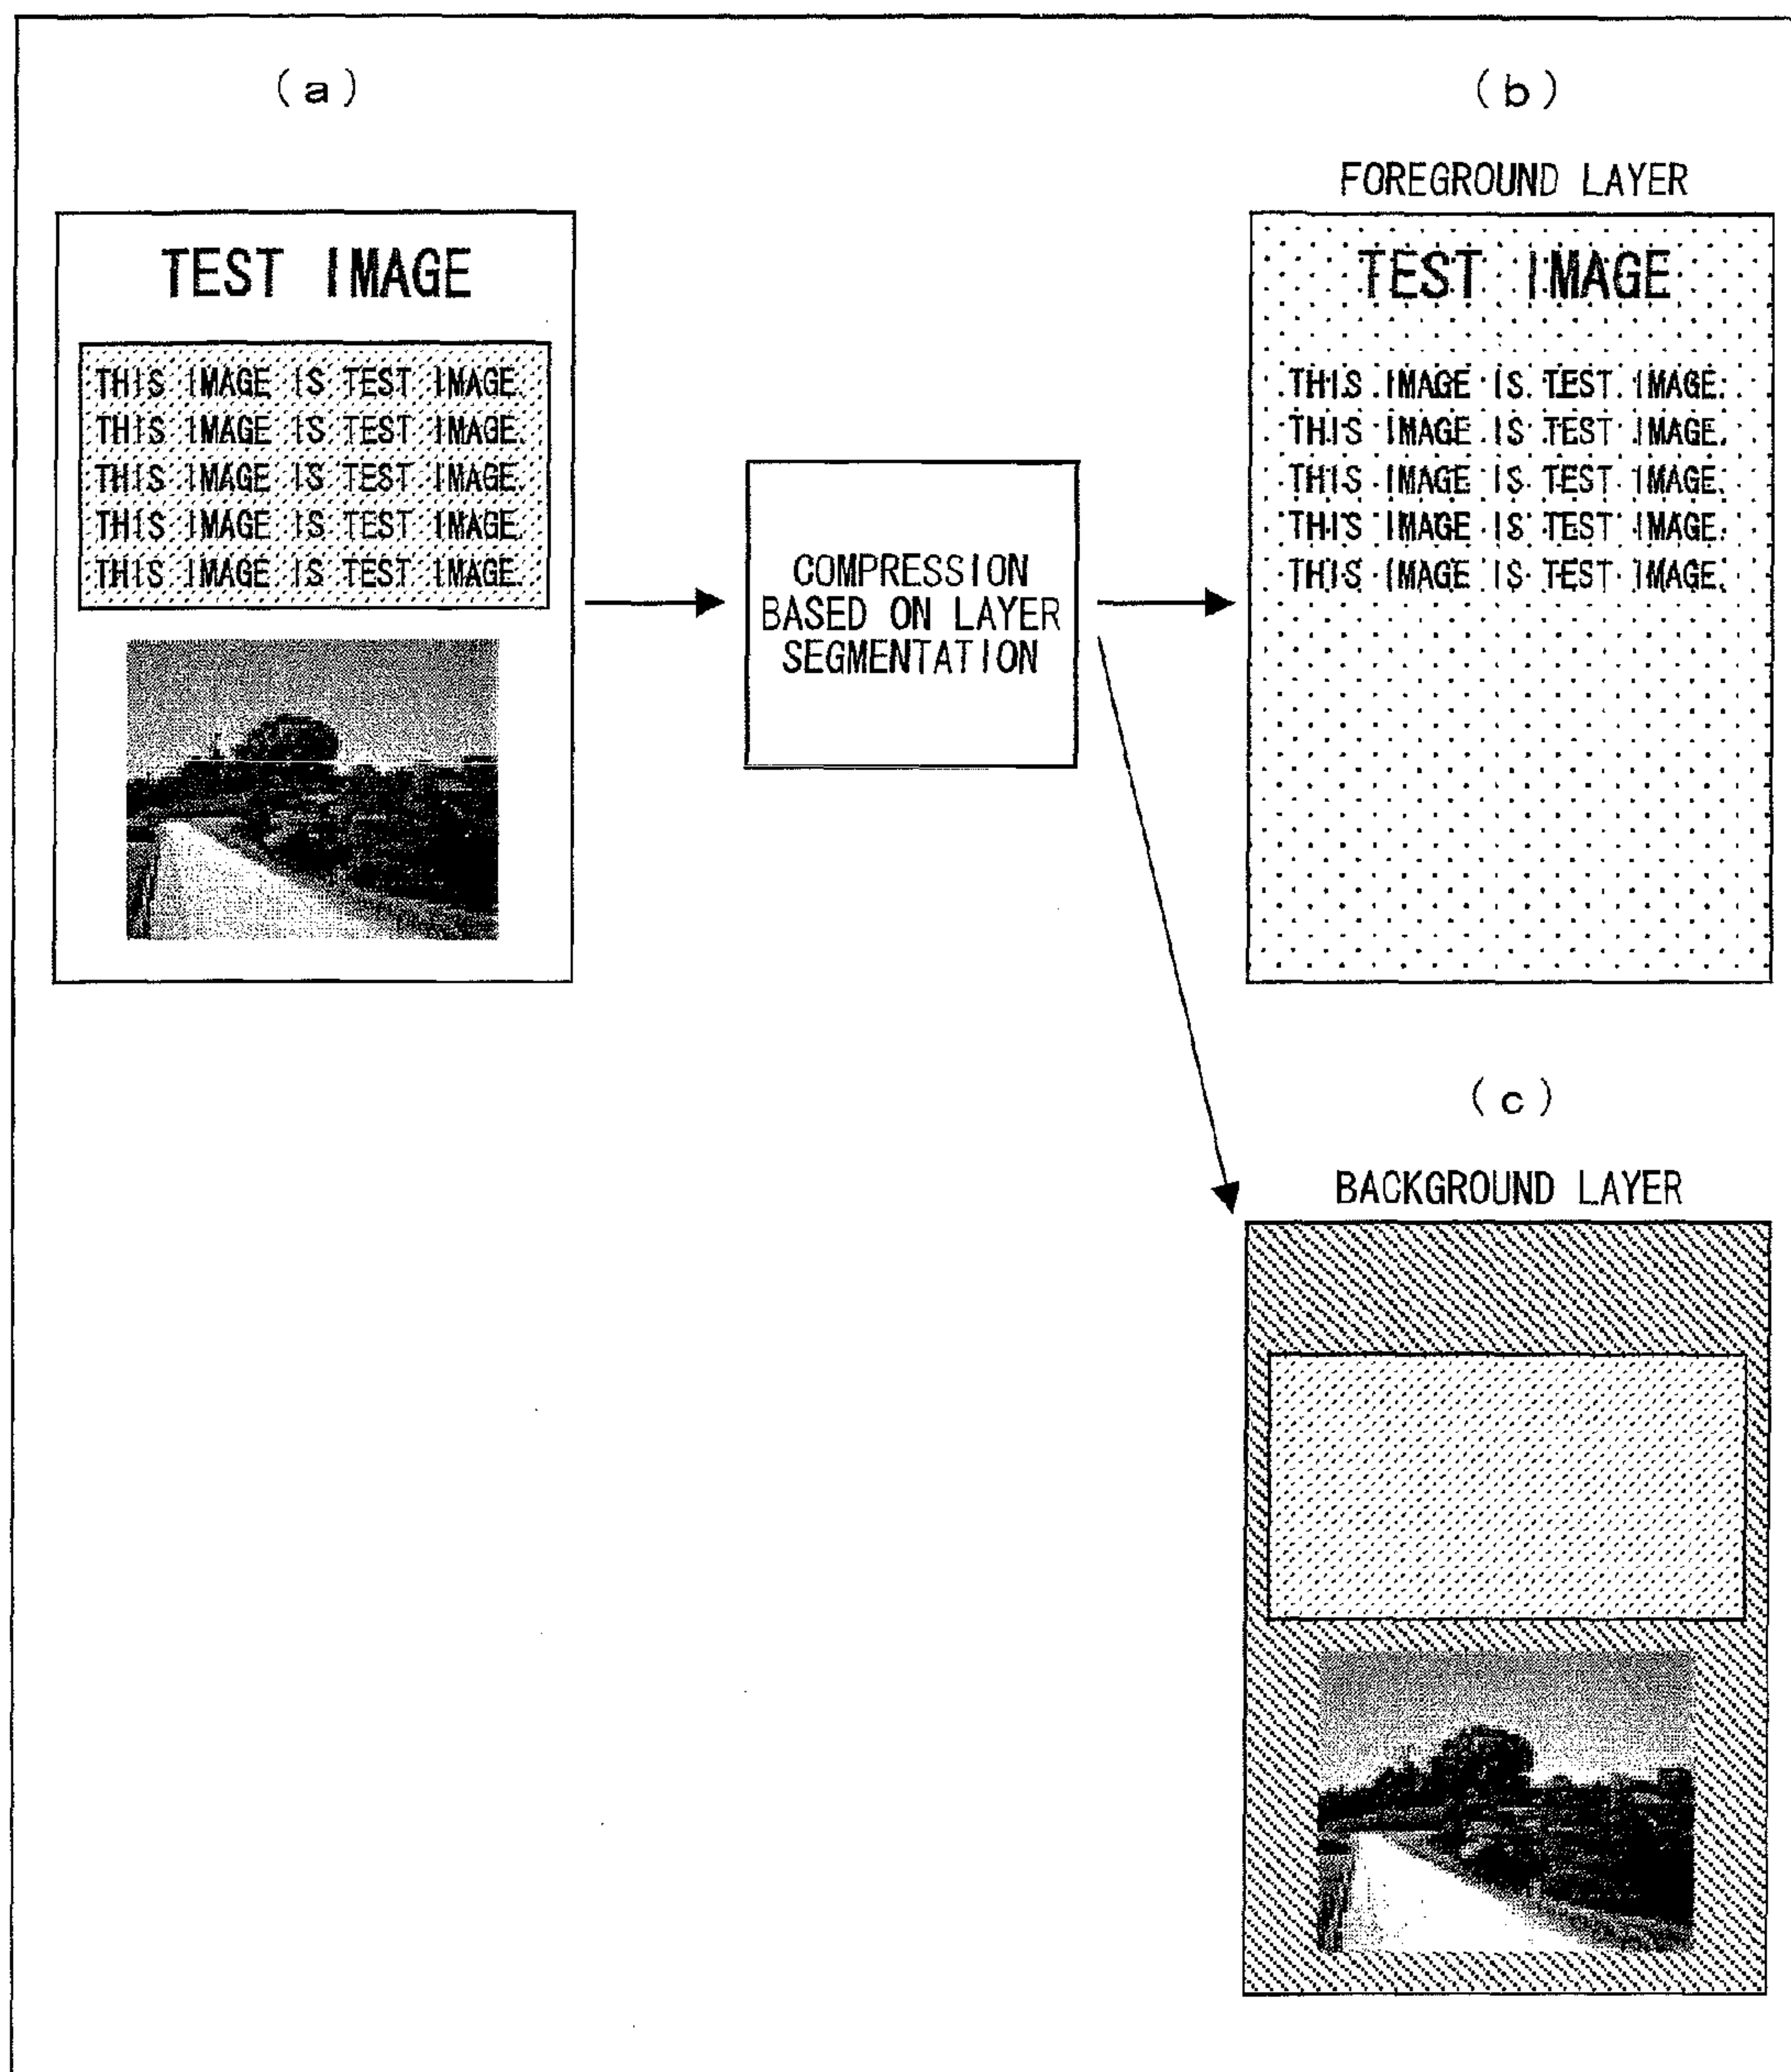 (a)
TEST IMAGE
THIS IMAGE IS TEST IMAGE.
THIS IMAGE IS TEST IMAGE.
THIS IMAGE IS TEST IMAGE.
THIS IMAGE IS TEST IMAGE.
THIS IMAGE IS TEST IMAGE.
COMPRESSION
BASED ON LAYER
SEGMENTATION
(b)
FOREGROUND LAYER
TEST IMAGE
THIS IMAGE IS TEST IMAGE.
THIS IMAGE IS TEST IMAGE.
THIS IMAGE IS TEST IMAGE.
THIS IMAGE IS TEST IMAGE.
THIS IMAGE IS TEST IMAGE.
(c)
BACKGROUND LAYER